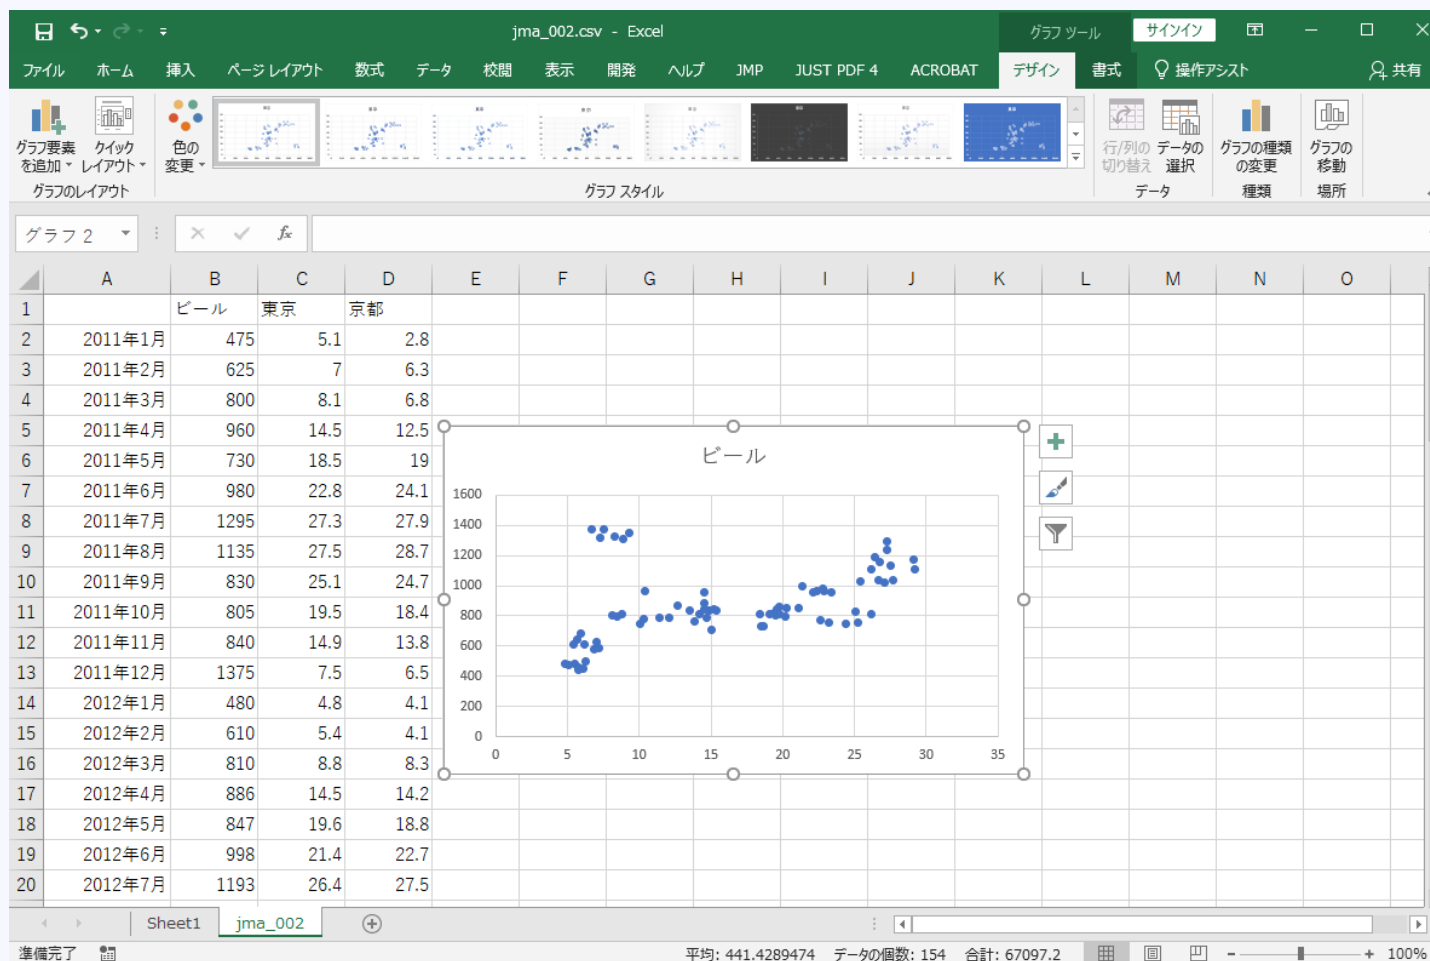 jma_002.csv - Excel
グラフ ツール
サインイン
ファイル ホーム 挿入 ページ レイアウト 数式 データ 校閲 表示 開発 ヘルプ JMP JUST PDF 4 ACROBAT デザイン 書式 操作アシスト 共有
グラフ要素を追加 クイックレイアウト 色の変更 行/列の切り替え データの選択 グラフの種類の変更 グラフの移動
グラフのレイアウト グラフ スタイル データ 種類 場所
グラフ 2 fx
A B C D E F G H I J K L M N O
1 ビール 東京 京都
2 2011年1月 475 5.1 2.8
3 2011年2月 625 7 6.3
4 2011年3月 800 8.1 6.8
5 2011年4月 960 14.5 12.5
6 2011年5月 730 18.5 19
7 2011年6月 980 22.8 24.1
8 2011年7月 1295 27.3 27.9
9 2011年8月 1135 27.5 28.7
10 2011年9月 830 25.1 24.7
11 2011年10月 805 19.5 18.4
12 2011年11月 840 14.9 13.8
13 2011年12月 1375 7.5 6.5
14 2012年1月 480 4.8 4.1
15 2012年2月 610 5.4 4.1
16 2012年3月 810 8.8 8.3
17 2012年4月 886 14.5 14.2
18 2012年5月 847 19.6 18.8
19 2012年6月 998 21.4 22.7
20 2012年7月 1193 26.4 27.5
ビール
1600
1400
1200
1000
800
600
400
200
0
0 5 10 15 20 25 30 35
Sheet1 jma_002
準備完了 平均: 441.4289474 データの個数: 154 合計: 67097.2 100%